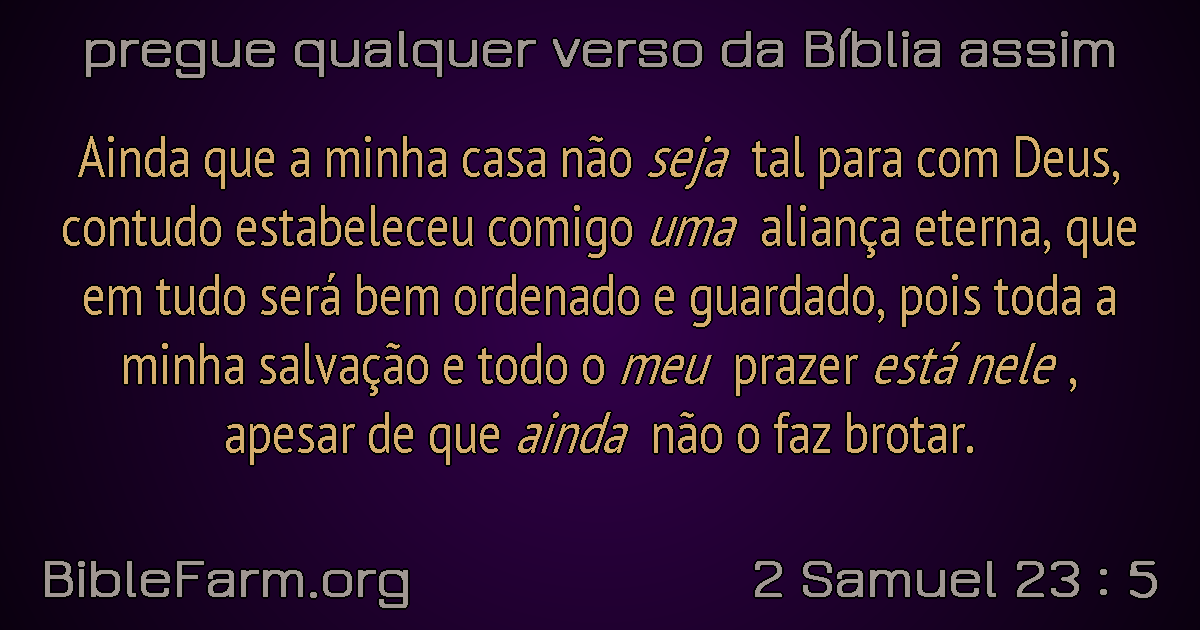 pregue qualquer verso da Bíblia assim
Ainda que a minha casa não seja tal para com Deus,
contudo estabeleceu comigo uma aliança eterna, que
em tudo será bem ordenado e guardado, pois toda a
minha salvação e todo o meu prazer está nele ,
apesar de que ainda não o faz brotar.
BibleFarm.org
2 Samuel 23 : 5